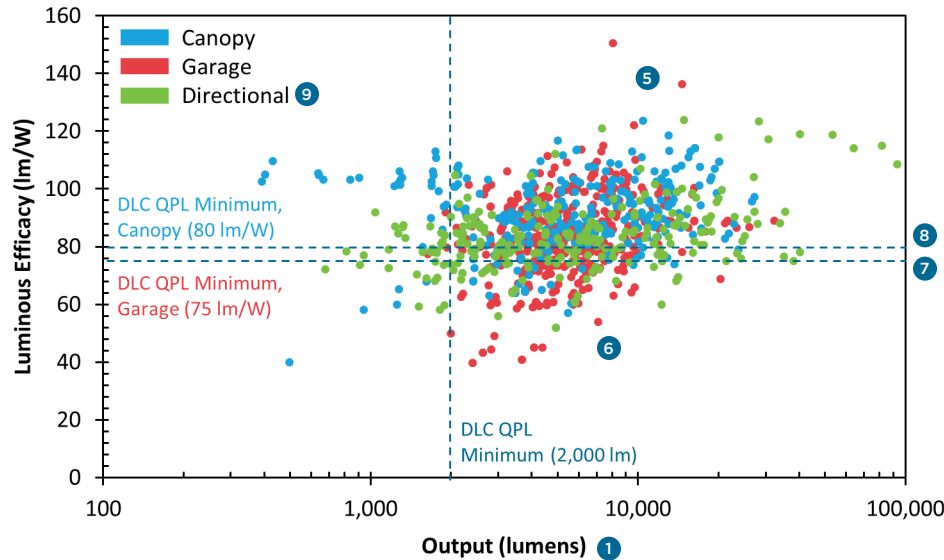 160
140
120
100
80
60
40
20
0
Luminous Efficacy (lm/W)
Canopy
Garage
Directional 9
5
DLC QPL Minimum,
Canopy (80 lm/W)
8
7
DLC QPL Minimum,
Garage (75 lm/W)
6
DLC QPL
Minimum (2,000 lm)
100 1,000 10,000 100,000
Output (lumens) 1